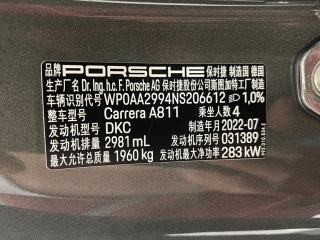 品牌 PORSCHE 保时捷 制造国 德国
生产厂名 Dr. Ing. h.c. F. Porsche AG 保时捷股份公司斯图加特工厂制造
车辆识别代号 WP0AA2994NS206612 1,0%
整车型号 Carrera A811 乘坐人数 4
发动机型号 DKC 制造年月 2022-07
发动机排量 2981 mL 发动机序号 031389
最大允许总质量 1960 kg 发动机最大净功率 283 kW